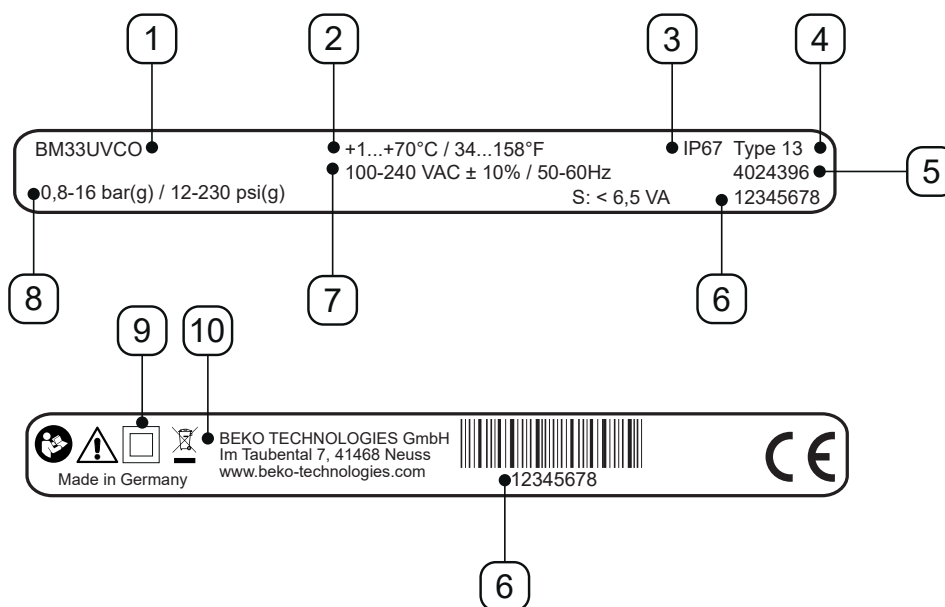 1 2 3 4
BM33UVCO +1...+70°C / 34...158°F IP67 Type 13
100-240 VAC ± 10% / 50-60Hz 4024396 5
0,8-16 bar(g) / 12-230 psi(g) S: < 6,5 VA 12345678
8 7 6
9 10
BEKO TECHNOLOGIES GmbH
Im Taubental 7, 41468 Neuss
www.beko-technologies.com
Made in Germany
12345678
CE
6